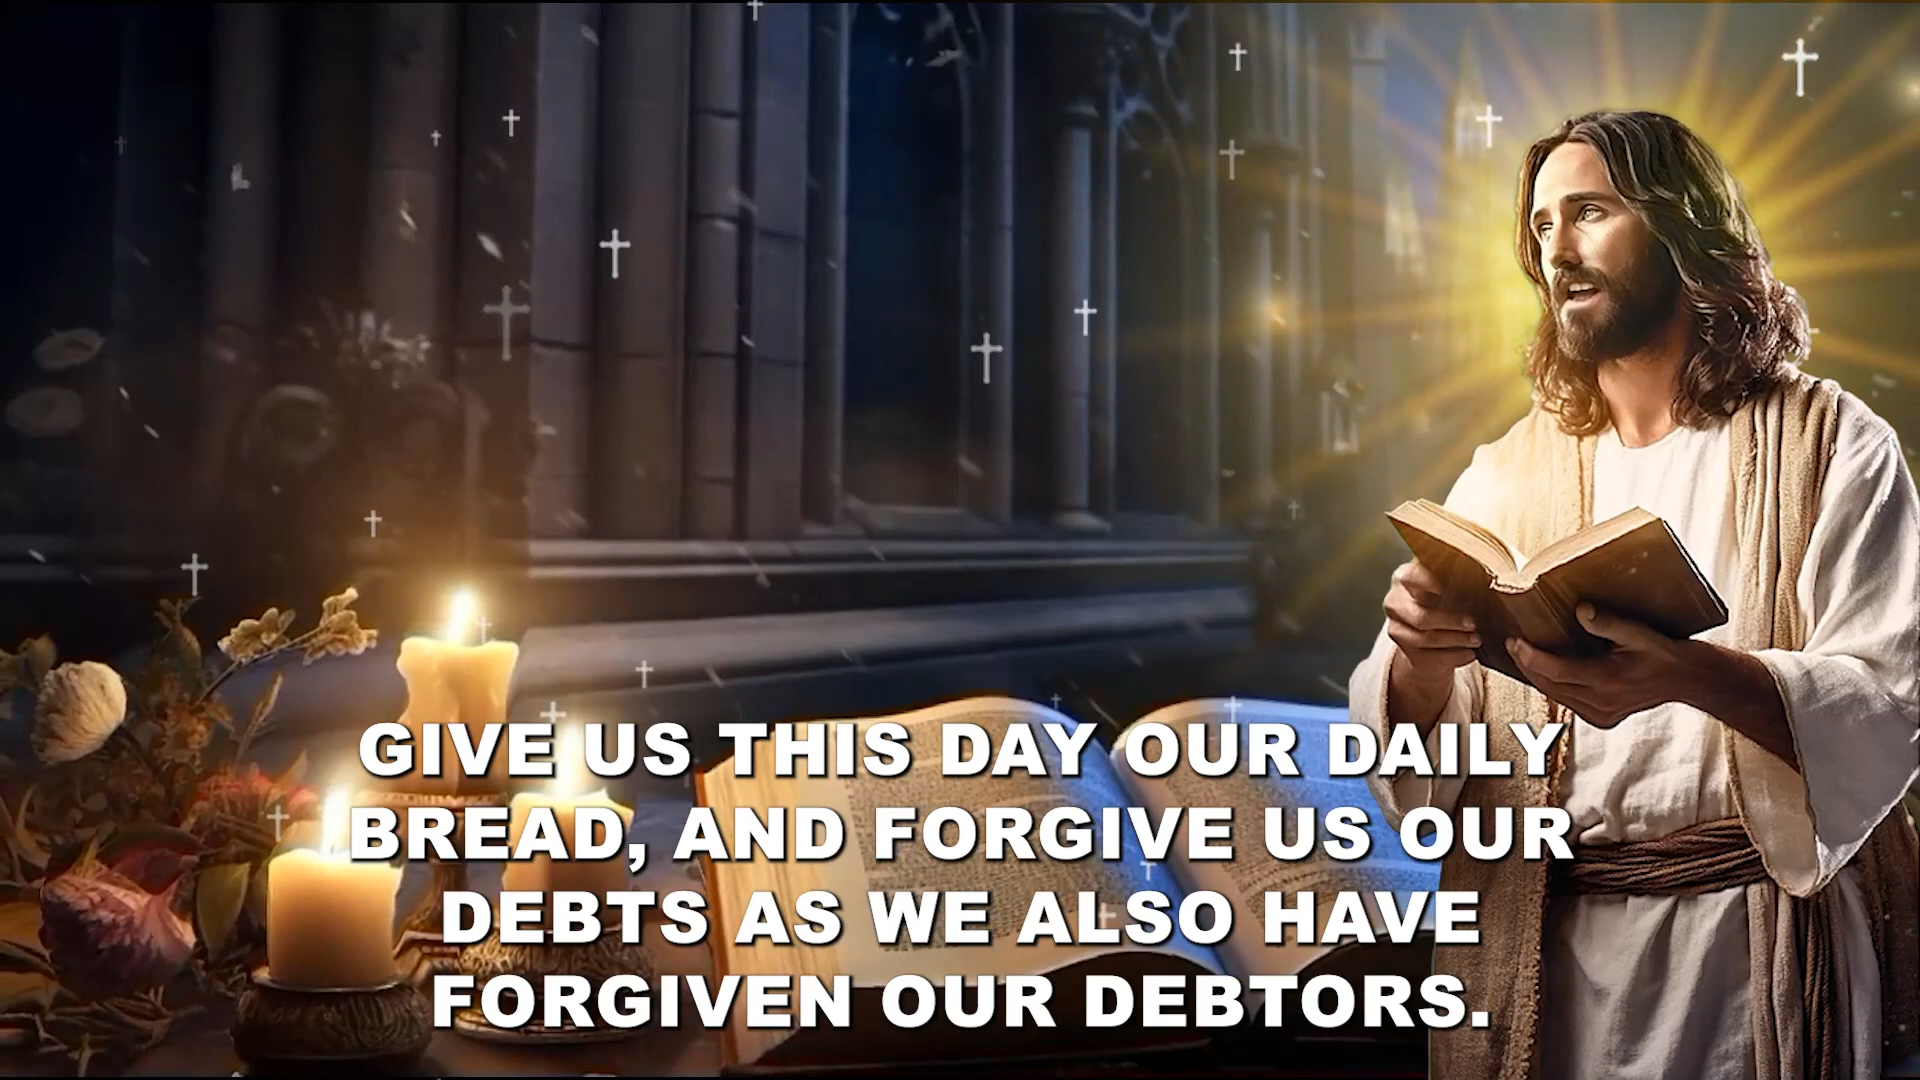 GIVE US THIS DAY OUR DAILY
BREAD, AND FORGIVE US OUR
DEBTS AS WE ALSO HAVE
FORGIVEN OUR DEBTORS.